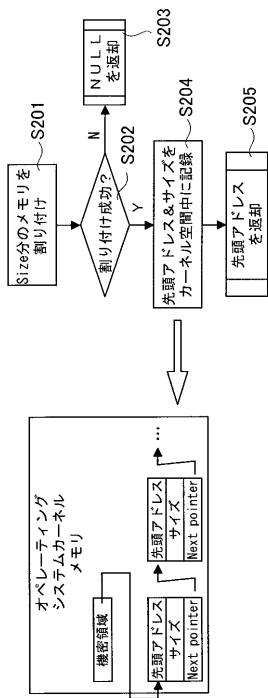 Size分のメモリを
割り付け
S201
割り付け成功?
S202
N
NULL
を返却
S203
Y
先頭アドレス&サイズを
カーネル空間中に記録
S204
先頭アドレス
を返却
S205
オペレーティング
システムカーネル
メモリ
機密領域
先頭アドレス
サイズ
Next pointer
先頭アドレス
サイズ
Next pointer
...